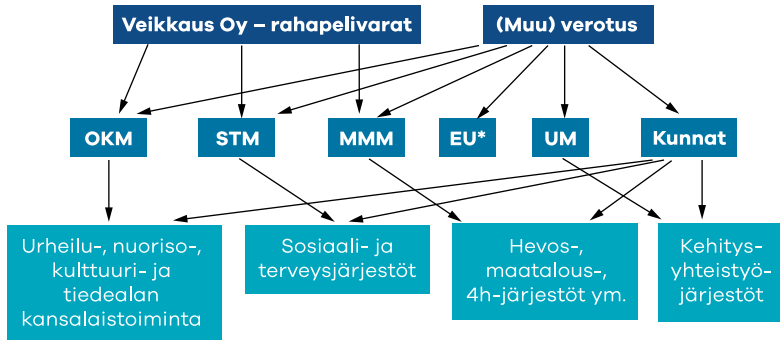 Veikkaus Oy – rahapelivarat
(Muu) verotus
OKM
STM
MMM
EU*
UM
Kunnat
Urheilu-, nuoriso-,
kulttuuri- ja
tiedealan
kansalaistoiminta
Sosiaali- ja
terveysjärjestöt
Hevos-,
maatalous-,
4h-järjestöt ym.
Kehitys-
yhteistyö-
järjestöt